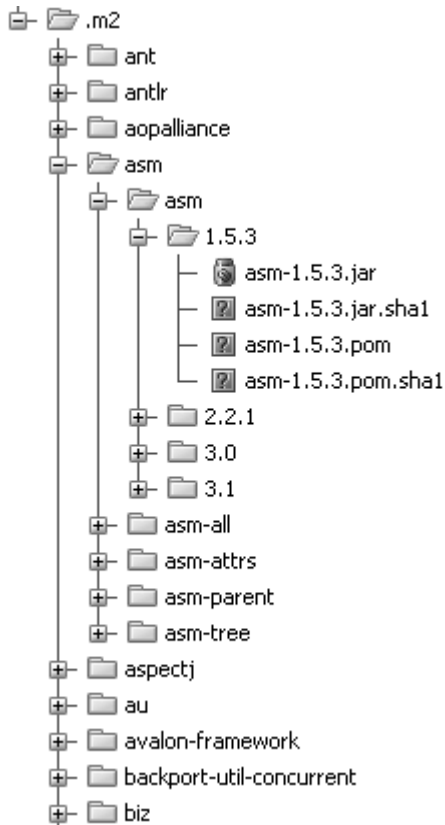 .m2
ant
antlr
aopalliance
asm
asm
1.5.3
asm-1.5.3.jar
asm-1.5.3.jar.sha1
asm-1.5.3.pom
asm-1.5.3.pom.sha1
2.2.1
3.0
3.1
asm-all
asm-attrs
asm-parent
asm-tree
aspectj
au
avalon-framework
backport-util-concurrent
biz